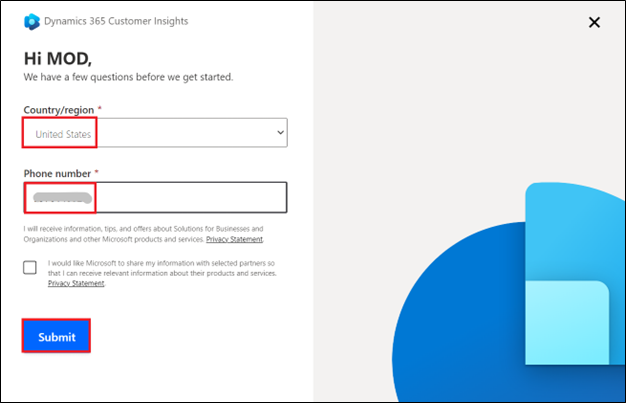 Dynamics 365 Customer Insights
Hi MOD,
We have a few questions before we get started.
Country/region *
United States
Phone number *
I will receive information, tips, and offers about Solutions for Businesses and
Organizations and other Microsoft products and services. Privacy Statement.
I would like Microsoft to share my information with selected partners so
that I can receive relevant information about their products and services.
Privacy Statement.
Submit